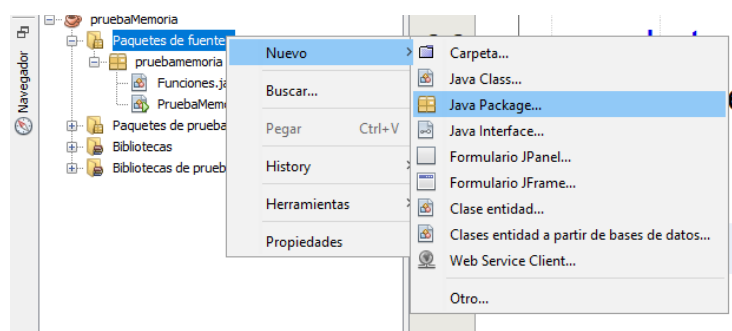 pruebaMemoria
Paquetes de fuente
Nuevo
Carpeta...
pruebamemoria
Java Class...
Funciones.ja
Buscar...
Java Package...
PruebaMem
Navegador
Paquetes de prueba
Pegar Ctrl+V
Java Interface...
Bibliotecas
Formulario JPanel...
Bibliotecas de prueb
History
Formulario JFrame...
Herramientas
Clase entidad...
Propiedades
Clases entidad a partir de bases de datos...
Web Service Client...
Otro...